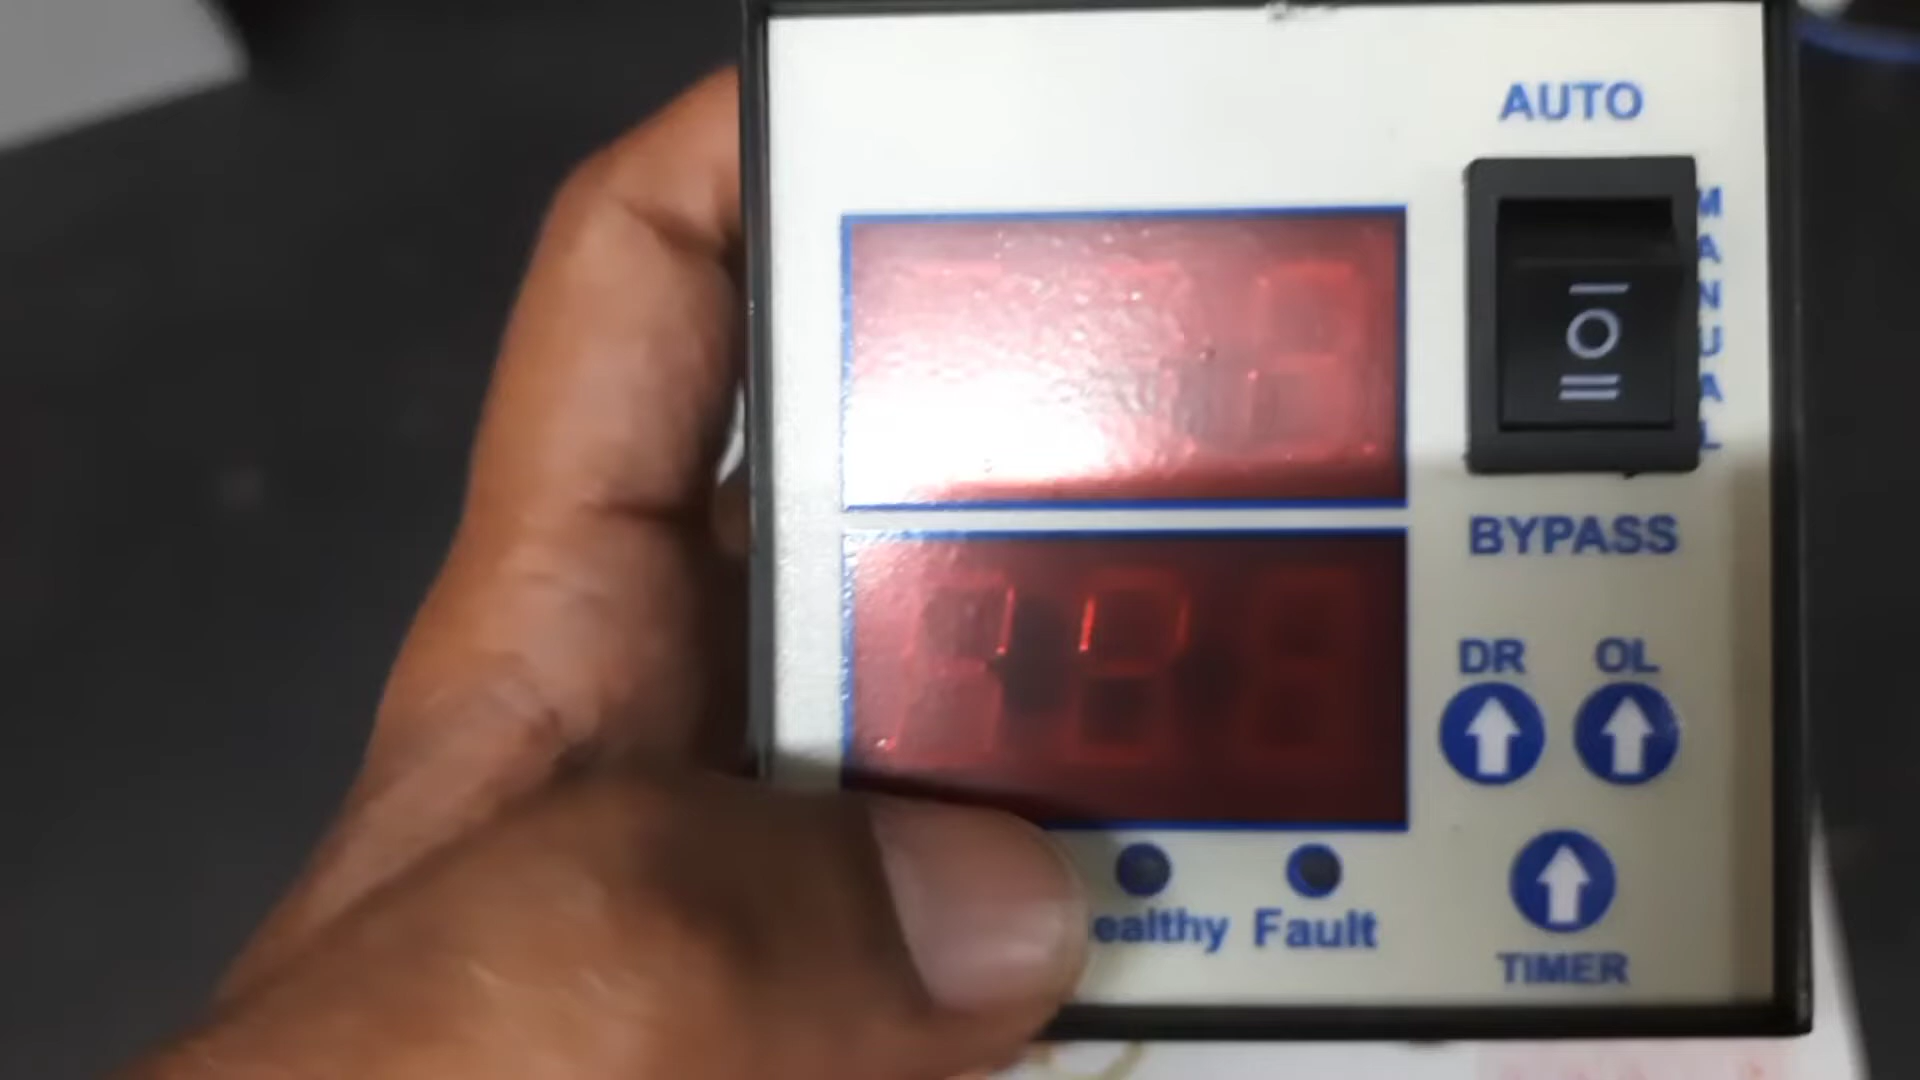 AUTO
MANUAL
BYPASS
DR OL
ealthy Fault
TIMER